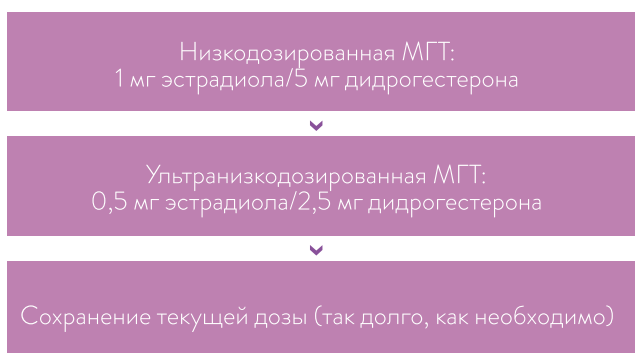 Низкодозированная МГТ:
1 мг эстрадиола/5 мг дидрогестерона
Ультранизкодозированная МГТ:
0,5 мг эстрадиола/2,5 мг дидрогестерона
Сохранение текущей дозы (так долго, как необходимо)